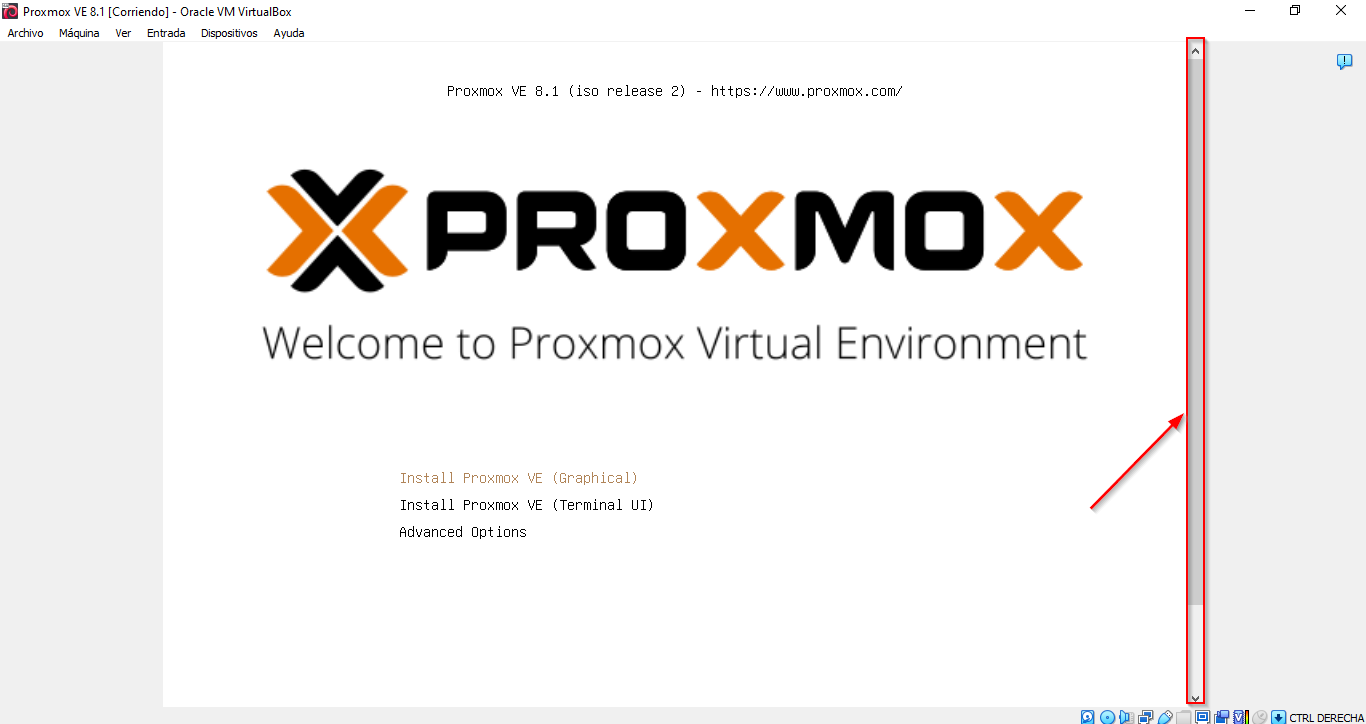 Proxmox VE 8.1 [Corriendo] - Oracle VM VirtualBox
Archivo Máquina Ver Entrada Dispositivos Ayuda
Proxmox VE 8.1 (iso release 2) - https://www.proxmox.com/
PROXMOX
Welcome to Proxmox Virtual Environment
Install Proxmox VE (Graphical)
Install Proxmox VE (Terminal UI)
Advanced Options
CTRL DERECHA